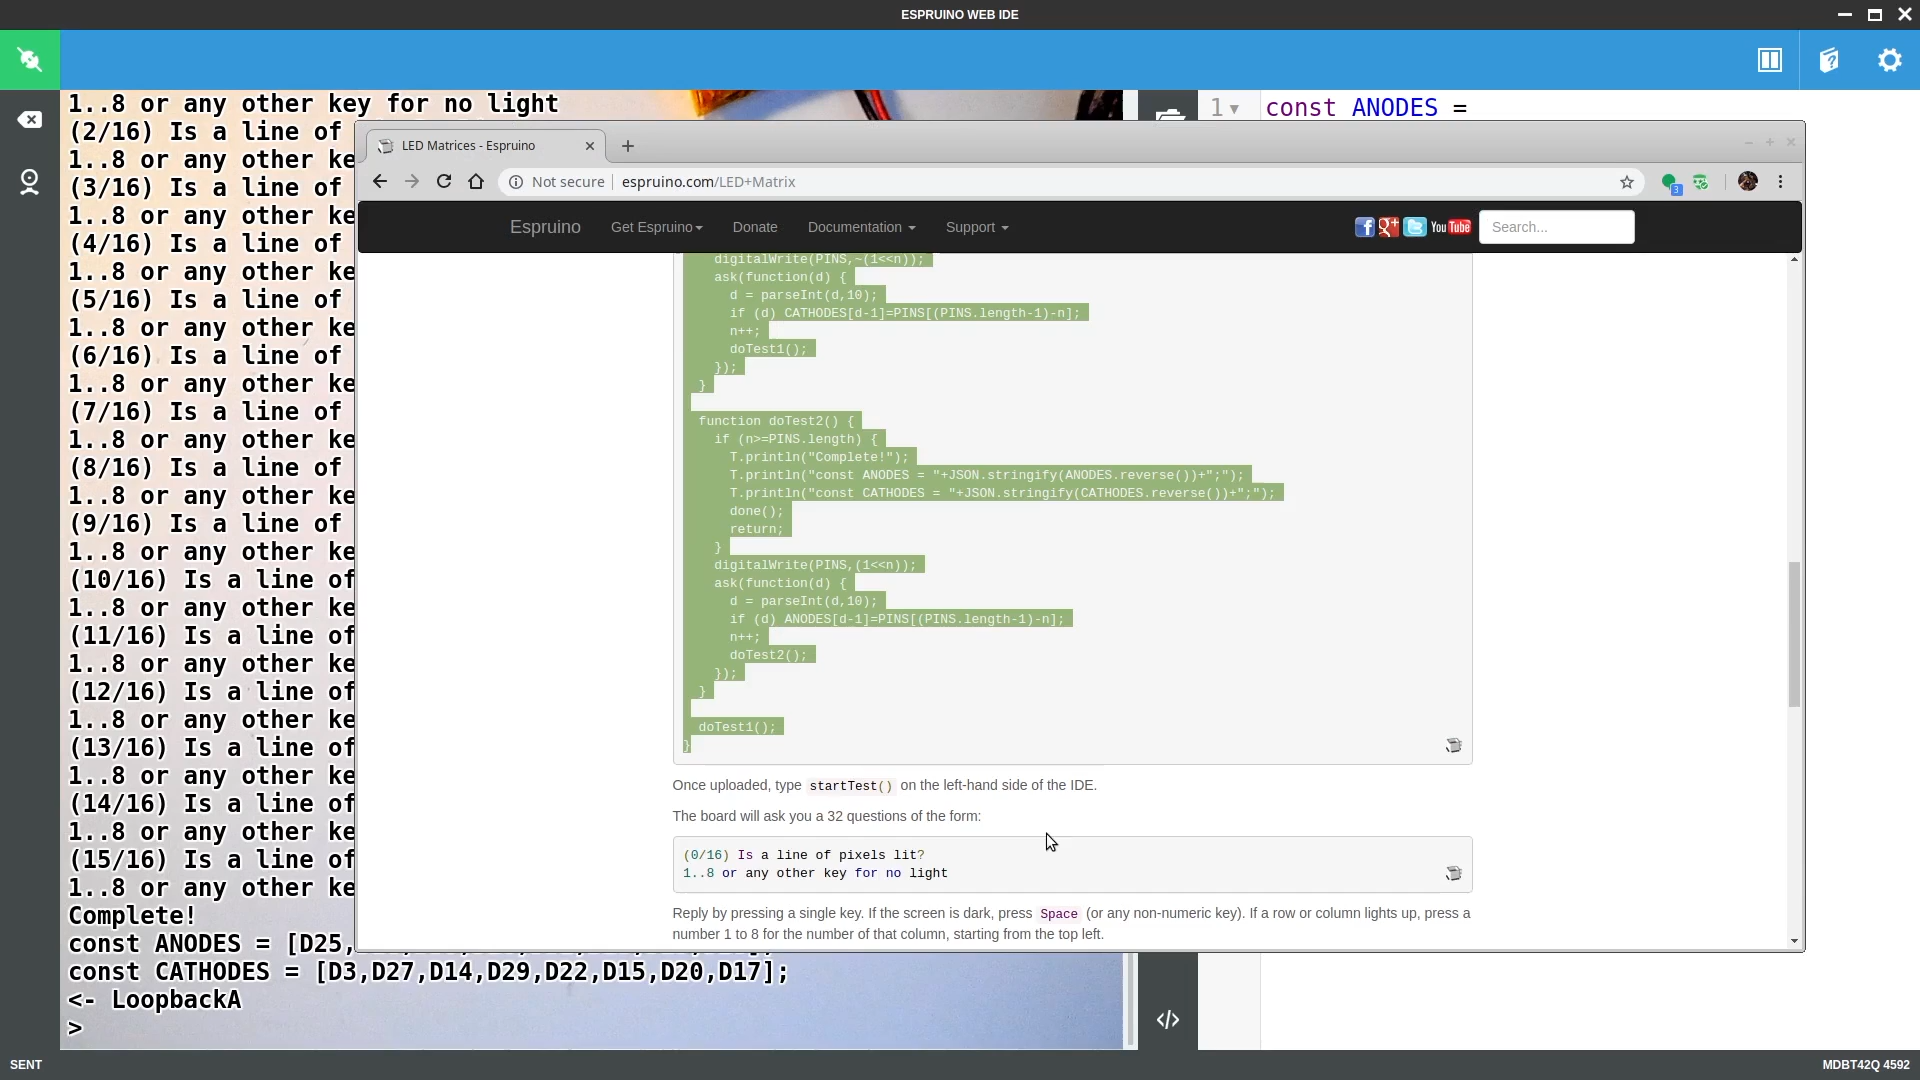 ESPRUINO WEB IDE
1..8 or any other key for no light
(2/16) Is a line of
1..8 or any other ke
(3/16) Is a line of
1..8 or any other ke
(4/16) Is a line of
1..8 or any other ke
(5/16) Is a line of
1..8 or any other ke
(6/16) Is a line of
1..8 or any other ke
(7/16) Is a line of
1..8 or any other ke
(8/16) Is a line of
1..8 or any other ke
(9/16) Is a line of
1..8 or any other ke
(10/16) Is a line of
1..8 or any other ke
(11/16) Is a line of
1..8 or any other ke
(12/16) Is a line of
1..8 or any other ke
(13/16) Is a line of
1..8 or any other ke
(14/16) Is a line of
1..8 or any other ke
(15/16) Is a line of
1..8 or any other ke
Complete!
const ANODES = [D25,
const CATHODES = [D3,D27,D14,D29,D22,D15,D20,D17];
<- LoopbackA
>
1 const ANODES =
LED Matrices - Espruino
Not secure espruino.com/LED+Matrix
3
Espruino Get Espruino Donate Documentation Support f g+ You Tube Search...
digitalWrite(PINS,~(1<<n));
ask(function(d) {
d = parseInt(d,10);
if (d) CATHODES[d-1]=PINS[(PINS.length-1)-n];
n++;
doTest1();
});
}
function doTest2() {
if (n>=PINS.length) {
T.println("Complete!");
T.println("const ANODES = "+JSON.stringify(ANODES.reverse())+";");
T.println("const CATHODES = "+JSON.stringify(CATHODES.reverse())+";");
done();
return;
}
digitalWrite(PINS,(1<<n));
ask(function(d) {
d = parseInt(d,10);
if (d) ANODES[d-1]=PINS[(PINS.length-1)-n];
n++;
doTest2();
});
}
doTest1();
}
Once uploaded, type startTest() on the left-hand side of the IDE.
The board will ask you a 32 questions of the form:
(0/16) Is a line of pixels lit?
1..8 or any other key for no light
Reply by pressing a single key. If the screen is dark, press Space (or any non-numeric key). If a row or column lights up, press a
number 1 to 8 for the number of that column, starting from the top left.
</>
SENT
MDBT42Q 4592